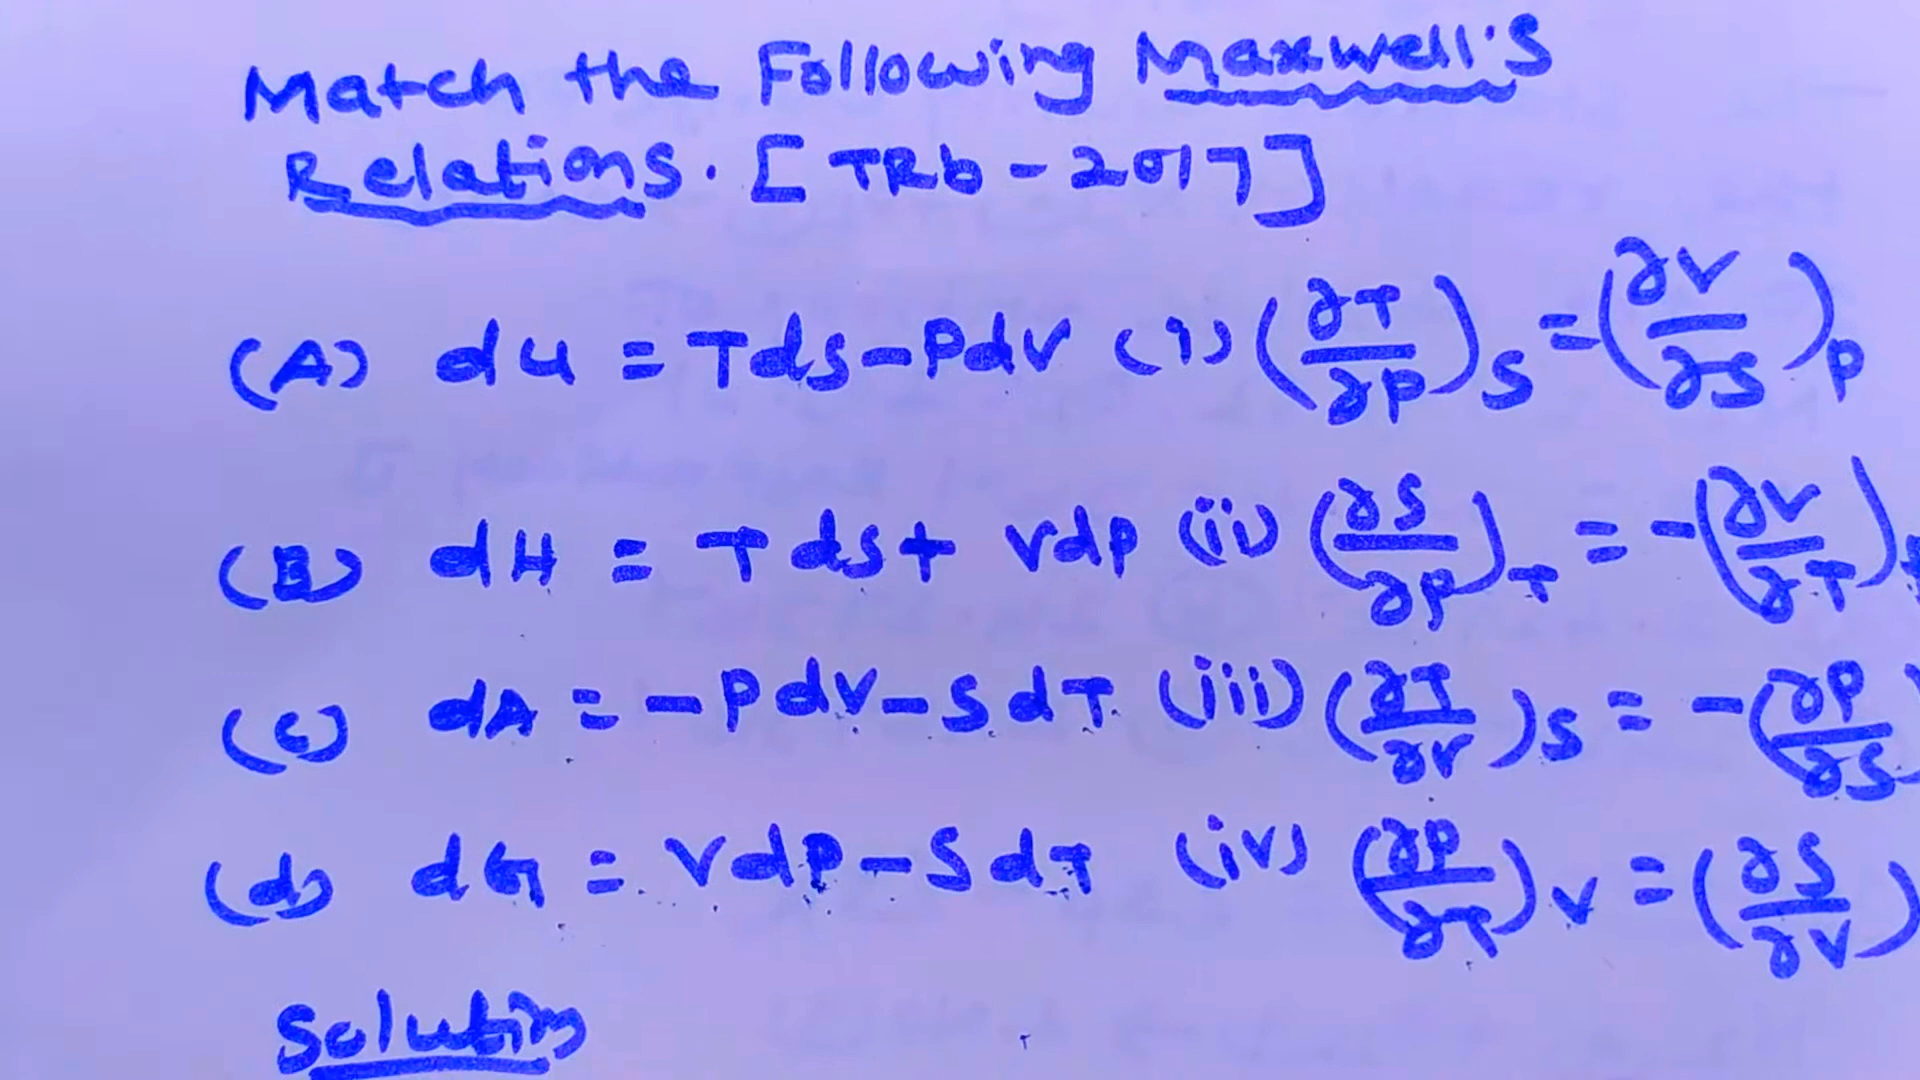 Match the Following Maxwell's
Relations. [TRb-2017]
(A) du = Tds-PdV (i) (∂T/∂P)s = (∂V/∂S)p
(B) dH = Tds + vdp (ii) (∂S/∂P)T = -(∂V/∂T)
(c) dA = -PdV-SdT (iii) (∂T/∂V)s = -(∂P/∂S)
(d) dG = VdP-SdT (iv) (∂P/∂T)v = (∂S/∂V)
Solution